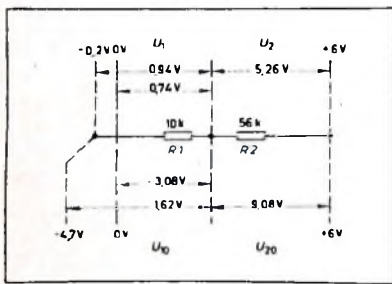 U1 U2
-0,2V 0V +6V
0,94V 5,26V
0,74V
10k 56k
R1 R2
-3,08V
1,62V 9,08V
-4,7V 0V +6V
U10 U20